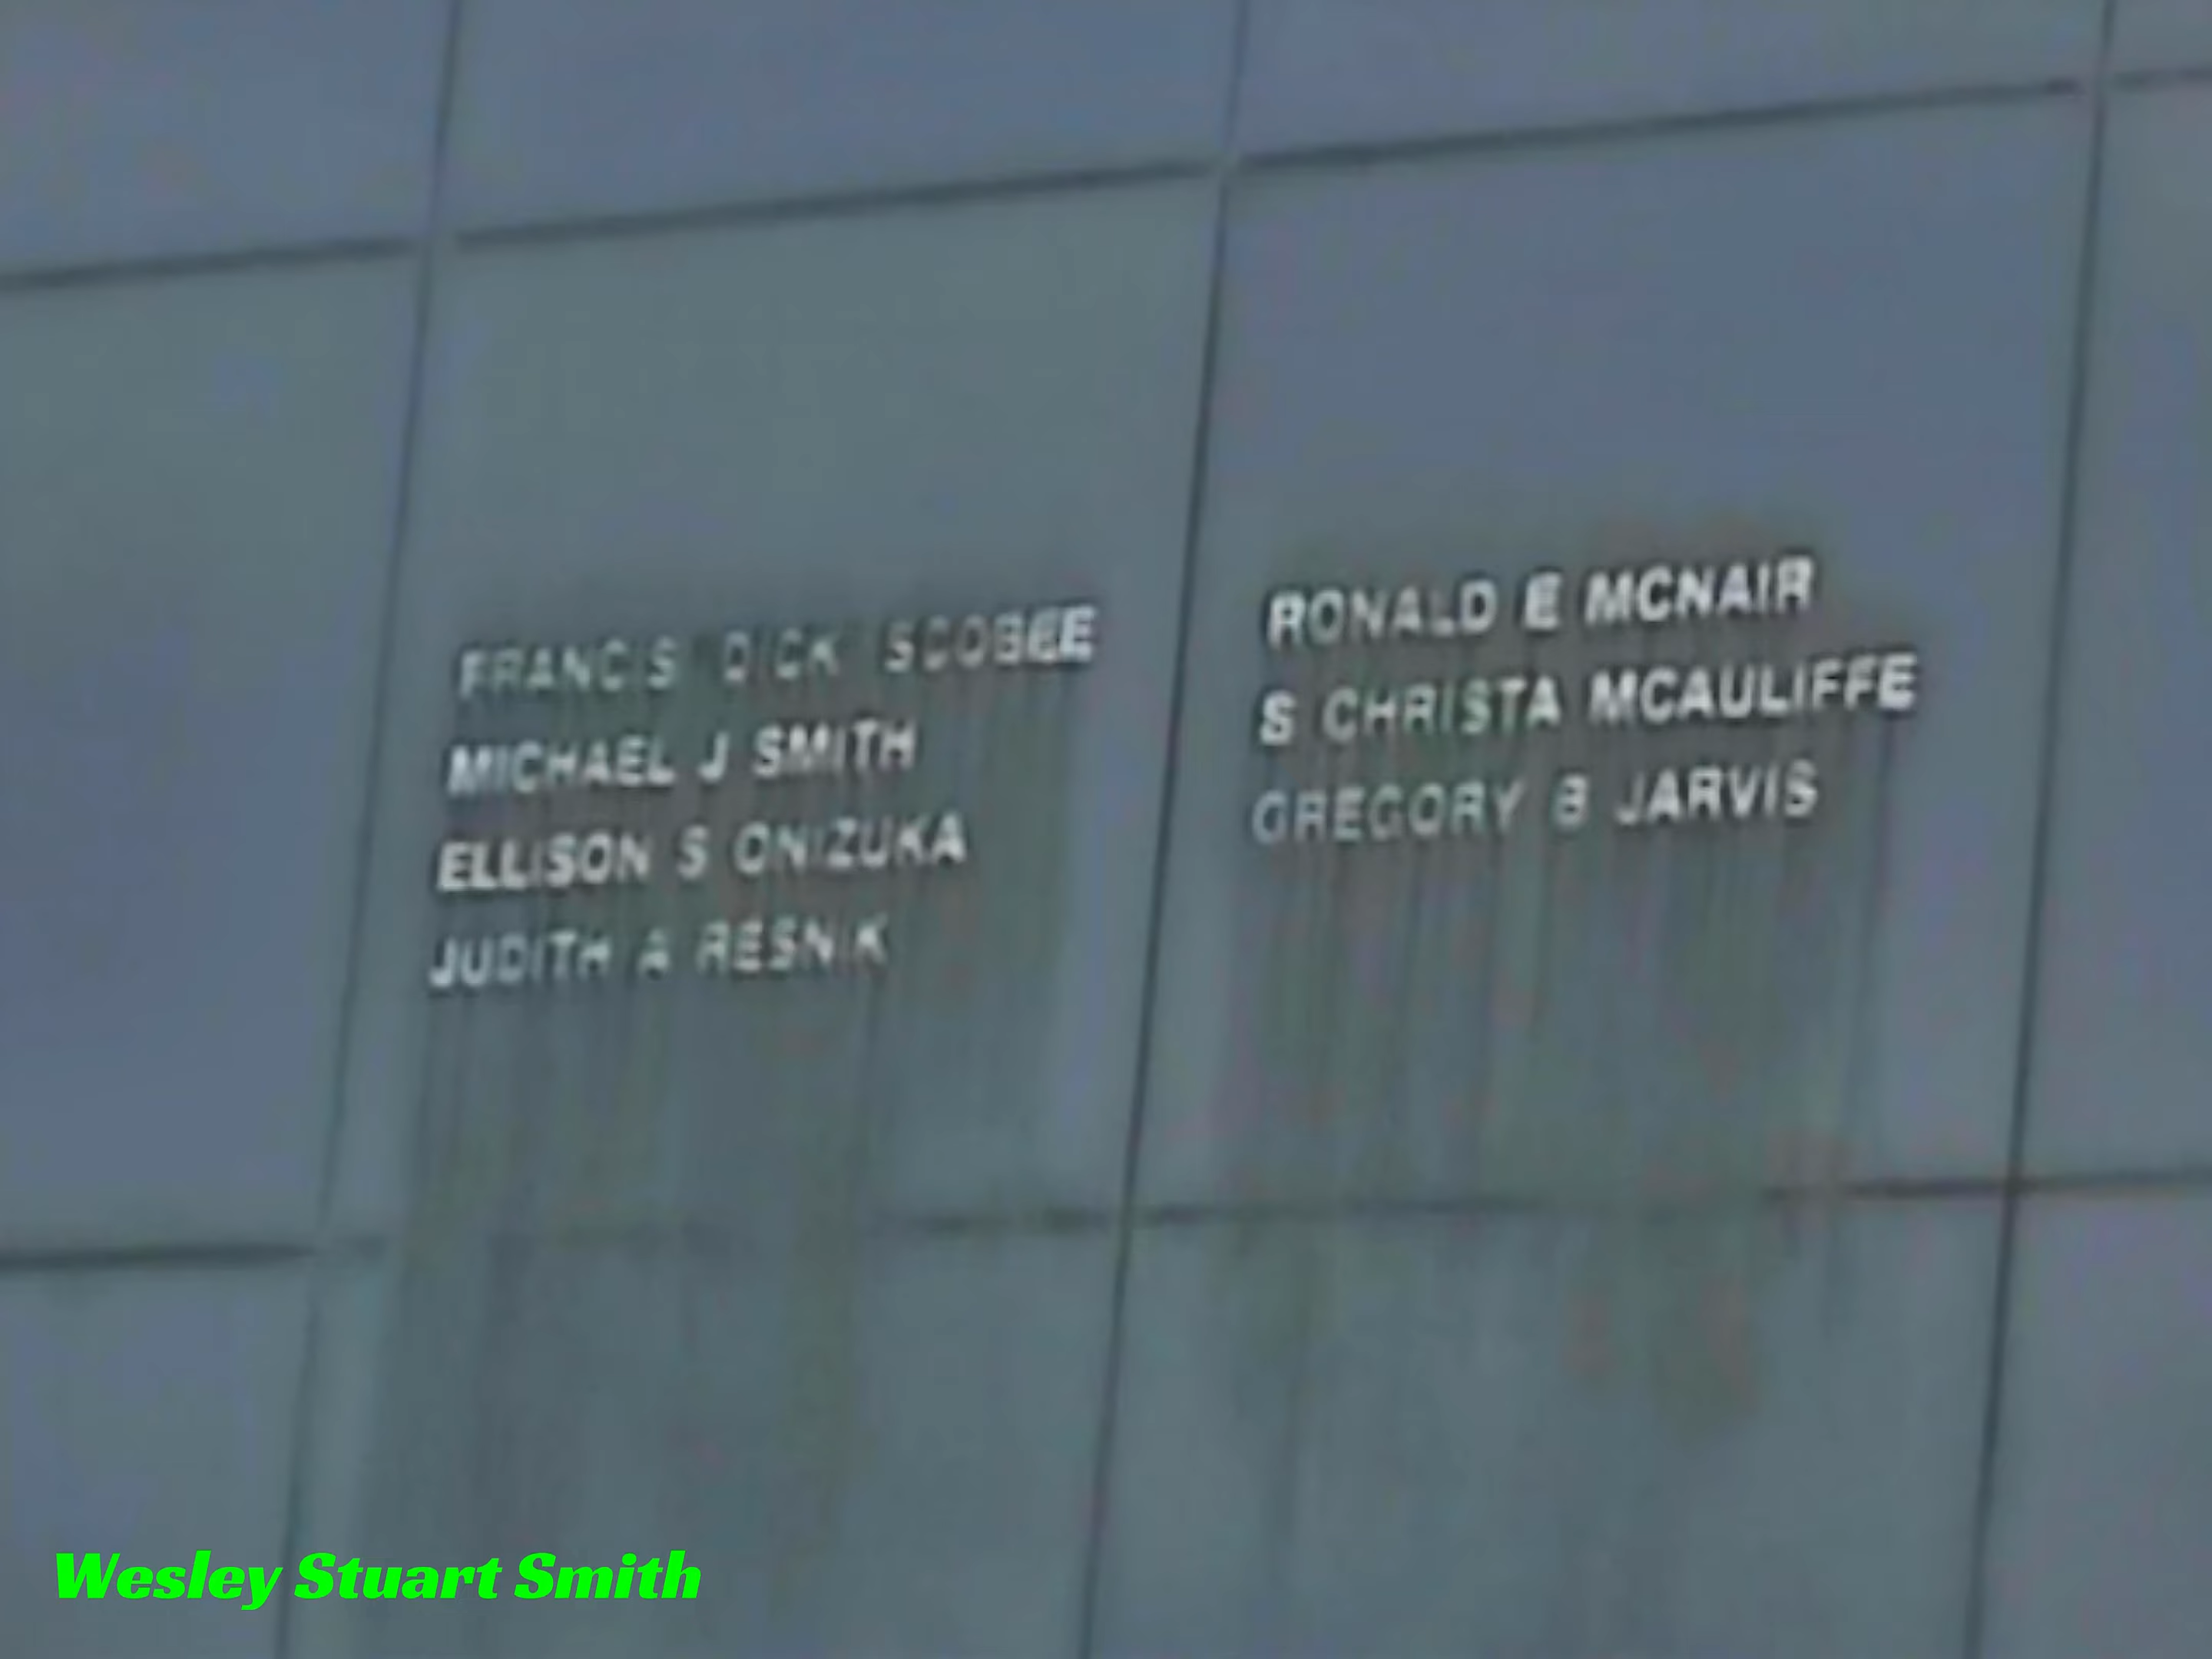 FRANCIS DICK SCOBEE
MICHAEL J SMITH
ELLISON S ONIZUKA
JUDITH A RESNIK
RONALD E MCNAIR
S CHRISTA MCAULIFFE
GREGORY B JARVIS
Wesley Stuart Smith